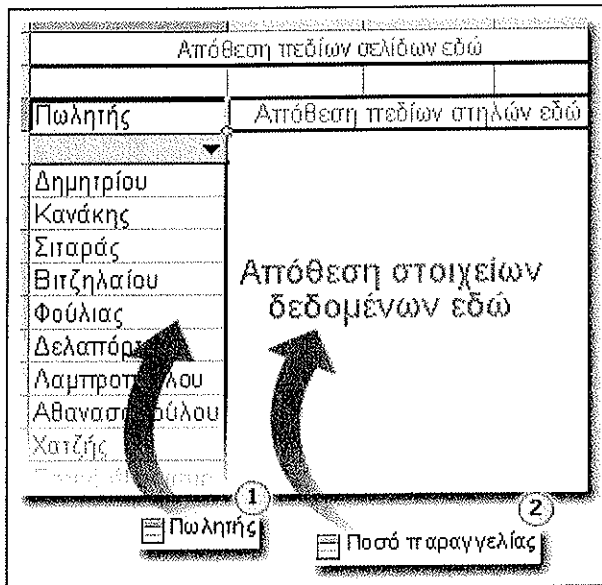 Απόθεση πεδίων σελίδων εδώ
Πωλητής
Απόθεση πεδίων στηλών εδώ
Δημητρίου
Κανάκης
Σιταράς
Βιτζηλαίου
Φούλιας
Απόθεση στοιχείων
δεδομένων εδώ
Χατζής
1
Πωλητής
2
Ποσό παραγγελίας